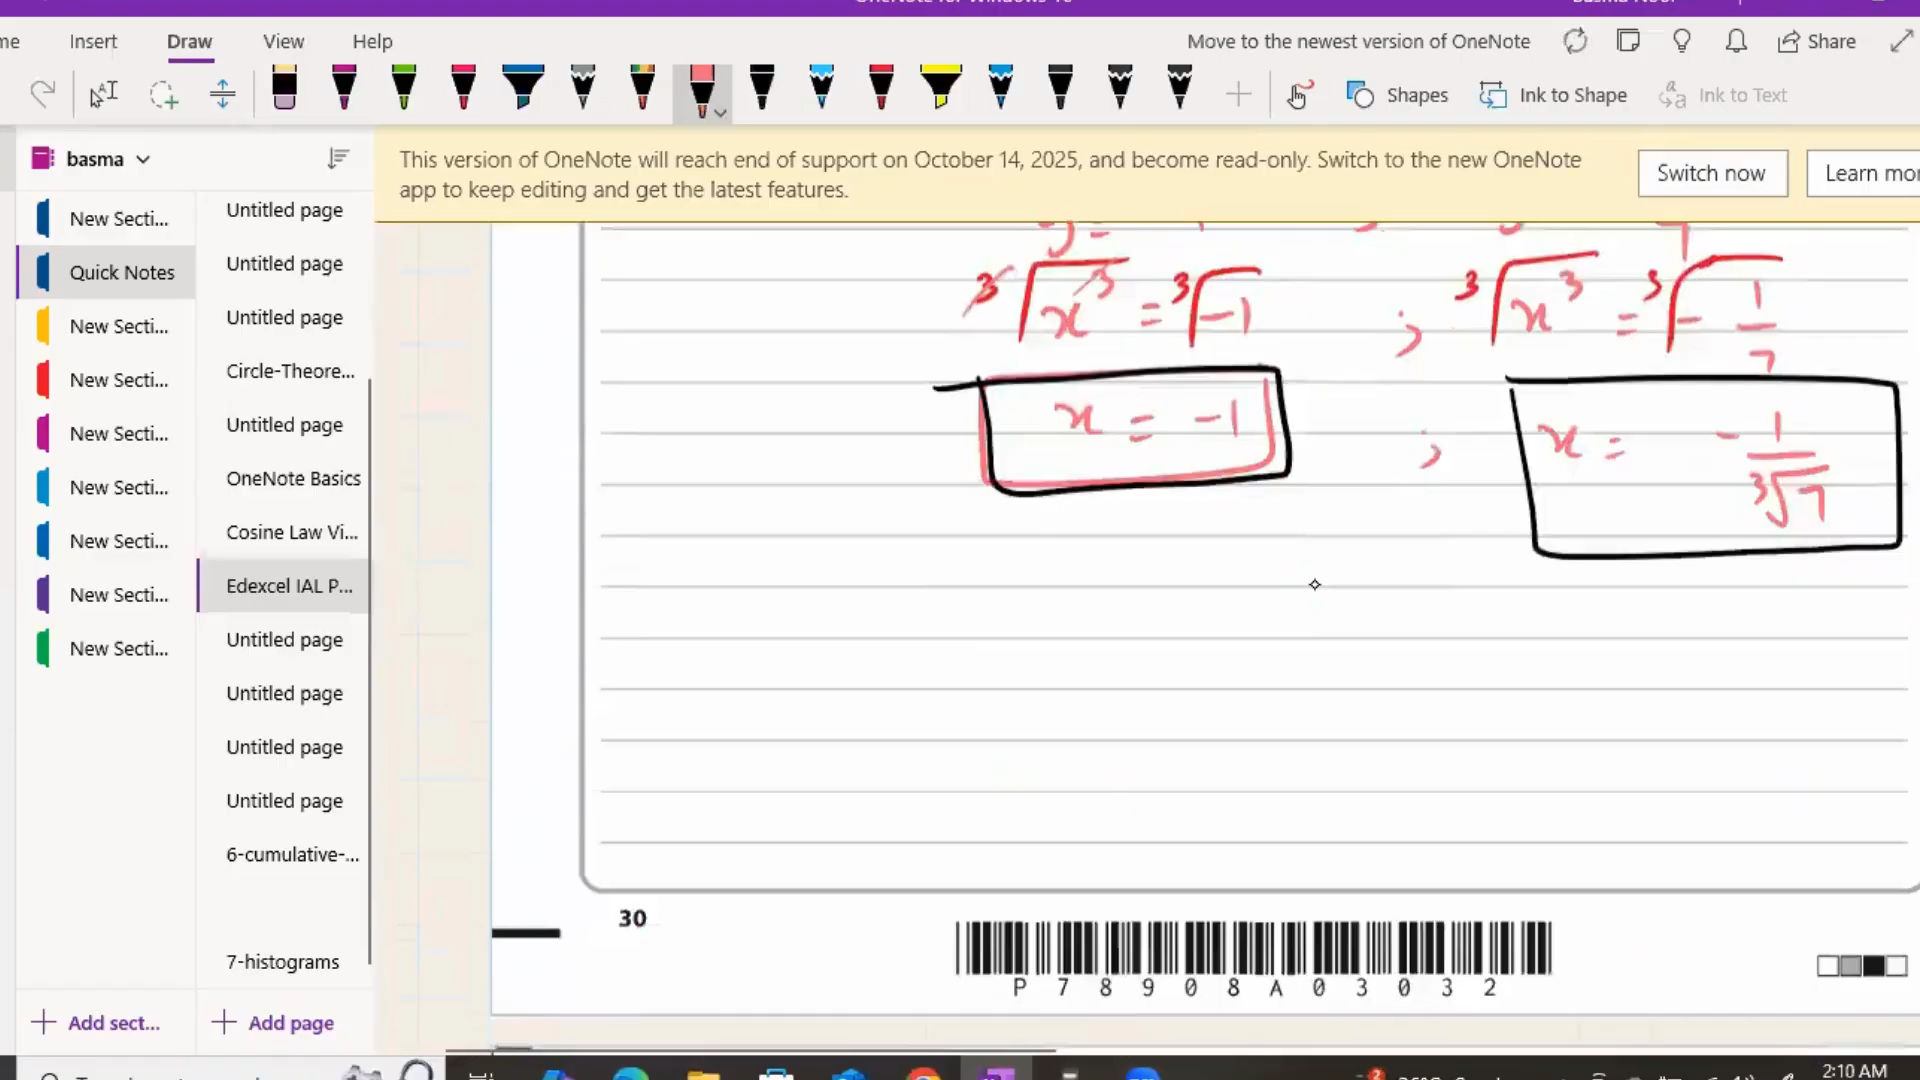 me Insert Draw View Help Move to the newest version of OneNote Share
Shapes Ink to Shape Ink to Text
basma
This version of OneNote will reach end of support on October 14, 2025, and become read-only. Switch to the new OneNote
app to keep editing and get the latest features.
Switch now
Learn mor
New Secti...
Quick Notes
New Secti...
New Secti...
New Secti...
New Secti...
New Secti...
New Secti...
New Secti...
Add sect...
Untitled page
Untitled page
Untitled page
Circle-Theore...
Untitled page
OneNote Basics
Cosine Law Vi...
Edexcel IAL P...
Untitled page
Untitled page
Untitled page
Untitled page
6-cumulative-...
7-histograms
Add page
∛x³ = ∛-1 ; ∛x³ = ∛-1/7
x = -1 ; x = -1/∛7
30
P 7 8 9 0 8 A 0 3 0 3 2
2:10 AM